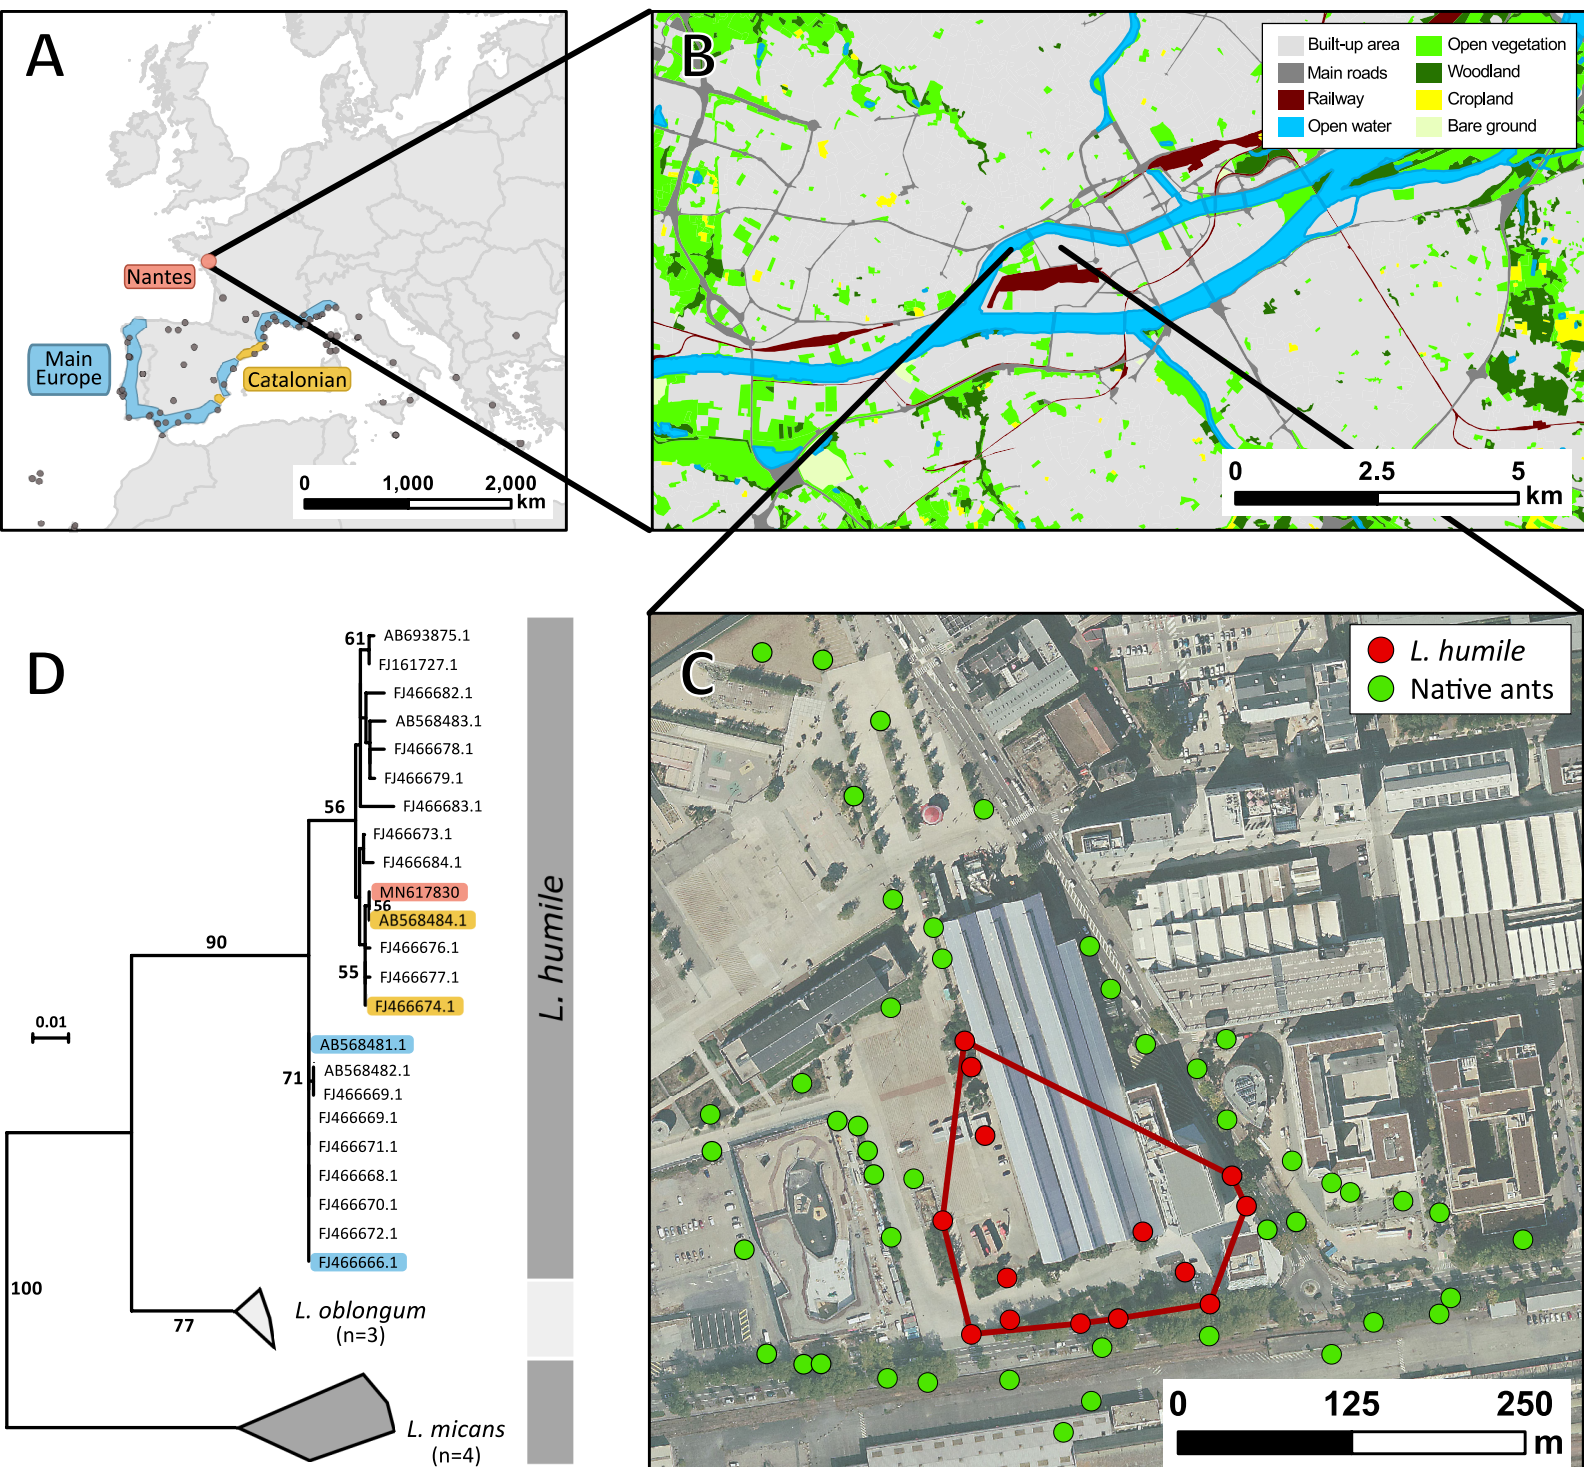 A
Nantes
Main
Europe
Catalonian
0 1,000 2,000
km
B
Built-up area
Main roads
Railway
Open water
Open vegetation
Woodland
Cropland
Bare ground
0 2.5 5
km
C
L. humile
Native ants
0 125 250
m
D
61
AB693875.1
FJ161727.1
FJ466682.1
AB568483.1
FJ466678.1
FJ466679.1
56
FJ466683.1
FJ466673.1
FJ466684.1
MN617830
56
AB568484.1
90
FJ466676.1
55
FJ466677.1
FJ466674.1
0.01
AB568481.1
71
AB568482.1
FJ466669.1
FJ466669.1
FJ466671.1
FJ466668.1
FJ466670.1
FJ466672.1
FJ466666.1
L. humile
100
77
L. oblongum
(n=3)
L. micans
(n=4)